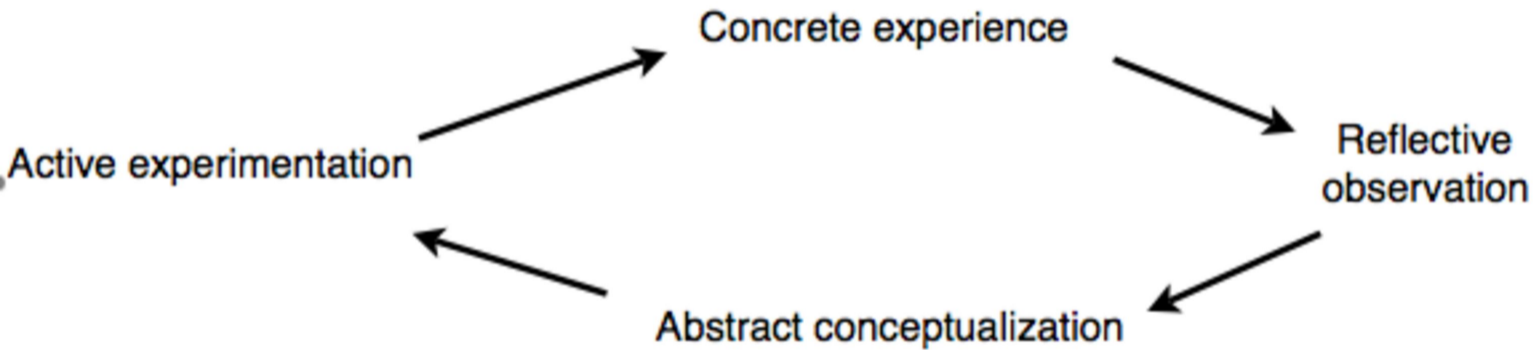 Concrete experience
Reflective
observation
Active experimentation
Abstract conceptualization